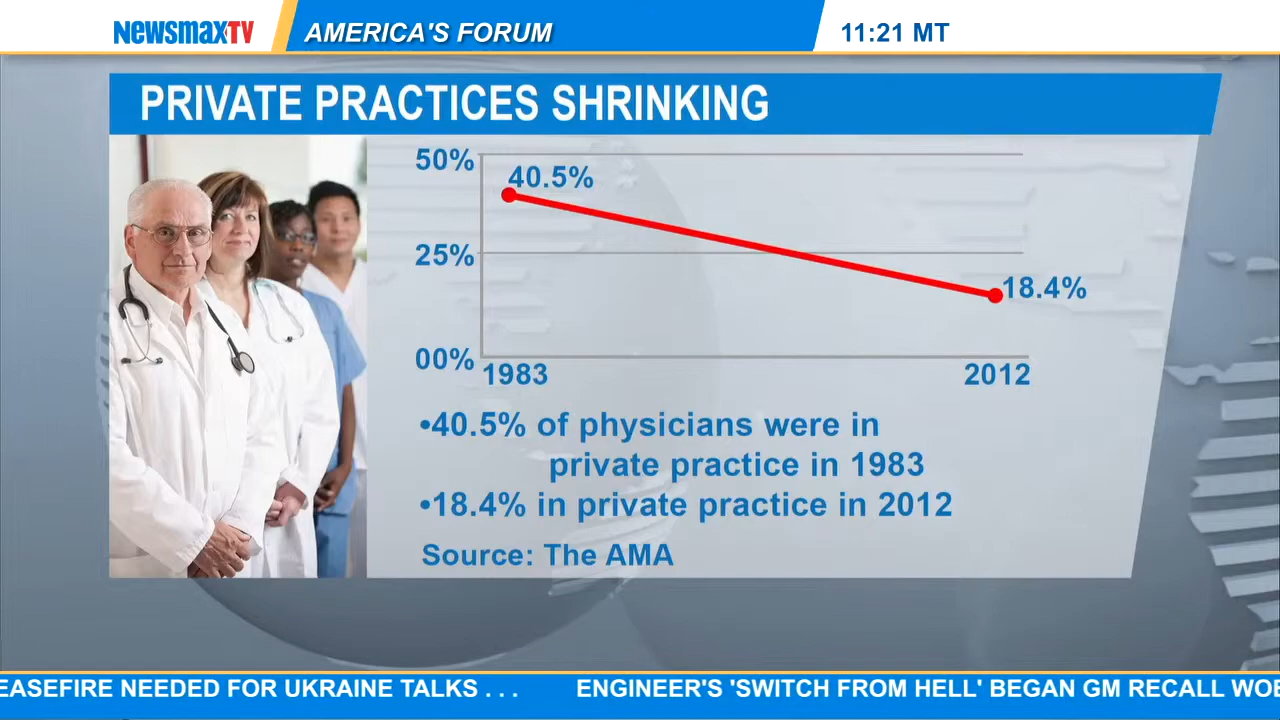 NEWSMAXTV
AMERICA'S FORUM
11:21 MT
PRIVATE PRACTICES SHRINKING
50%
40.5%
25%
18.4%
00%
1983
2012
•40.5% of physicians were in
private practice in 1983
•18.4% in private practice in 2012
Source: The AMA
EASEFIRE NEEDED FOR UKRAINE TALKS . . .
ENGINEER'S 'SWITCH FROM HELL' BEGAN GM RECALL